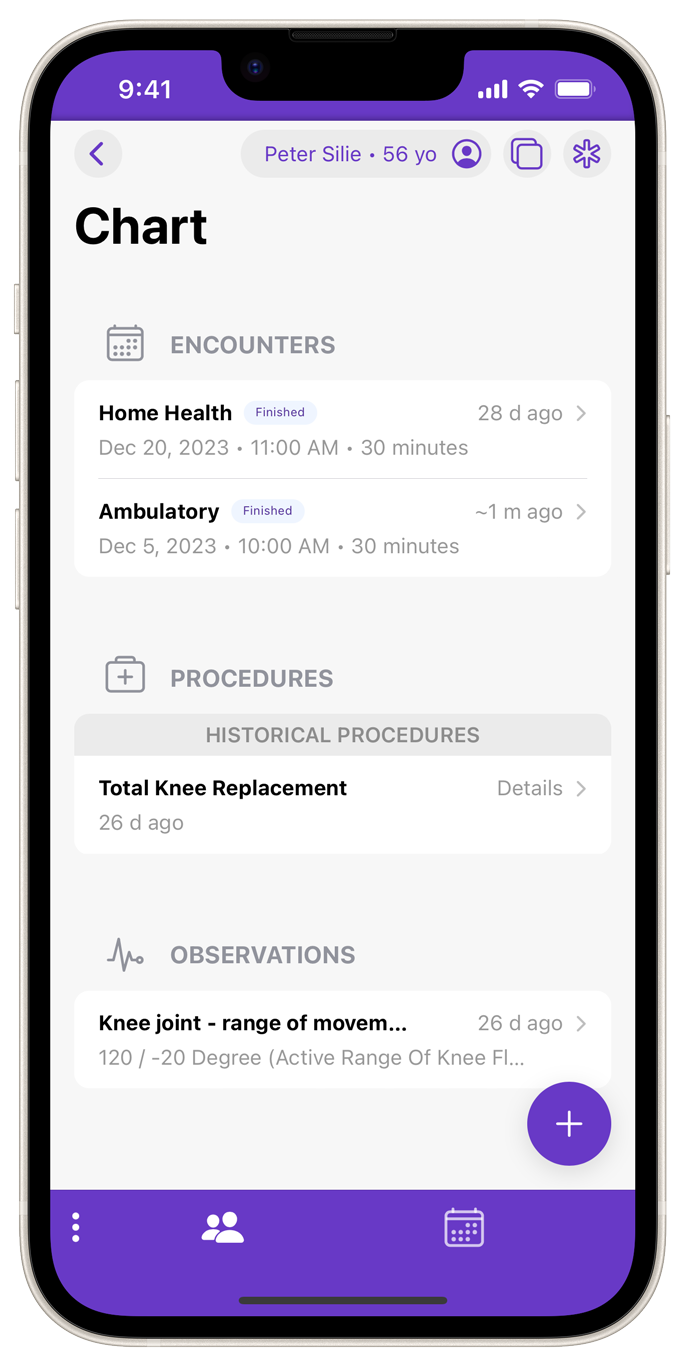 9:41
Peter Silie • 56 yo
Chart
ENCOUNTERS
Home Health Finished 28 d ago
Dec 20, 2023 • 11:00 AM • 30 minutes
Ambulatory Finished ~1 m ago
Dec 5, 2023 • 10:00 AM • 30 minutes
PROCEDURES
HISTORICAL PROCEDURES
Total Knee Replacement Details
26 d ago
OBSERVATIONS
Knee joint - range of movem... 26 d ago
120 / -20 Degree (Active Range Of Knee Fl...